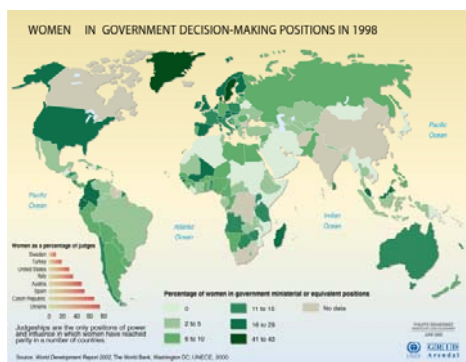 WOMEN IN GOVERNMENT DECISION-MAKING POSITIONS IN 1998
Pacific
Ocean
Pacific
Ocean
Atlantic
Ocean
Indian
Ocean
Women as a percentage of judges
Sweden
Turkey
United States
Italy
Austria
Spain
Czech Republic
Ukraine
0 20 40 60 80
Judgeships are the only positions of power
and influence in which women have reached
parity in a number of countries.
Percentage of women in government ministerial or equivalent positions
0
2 to 5
6 to 10
11 to 15
16 to 29
41 to 43
No data
Source: World Development Report 2002, The World Bank, Washington DC; UNECE, 2000.
PHILIPPE REKACEWICZ
JUNE 2002
UNEP
GRID
Arendal